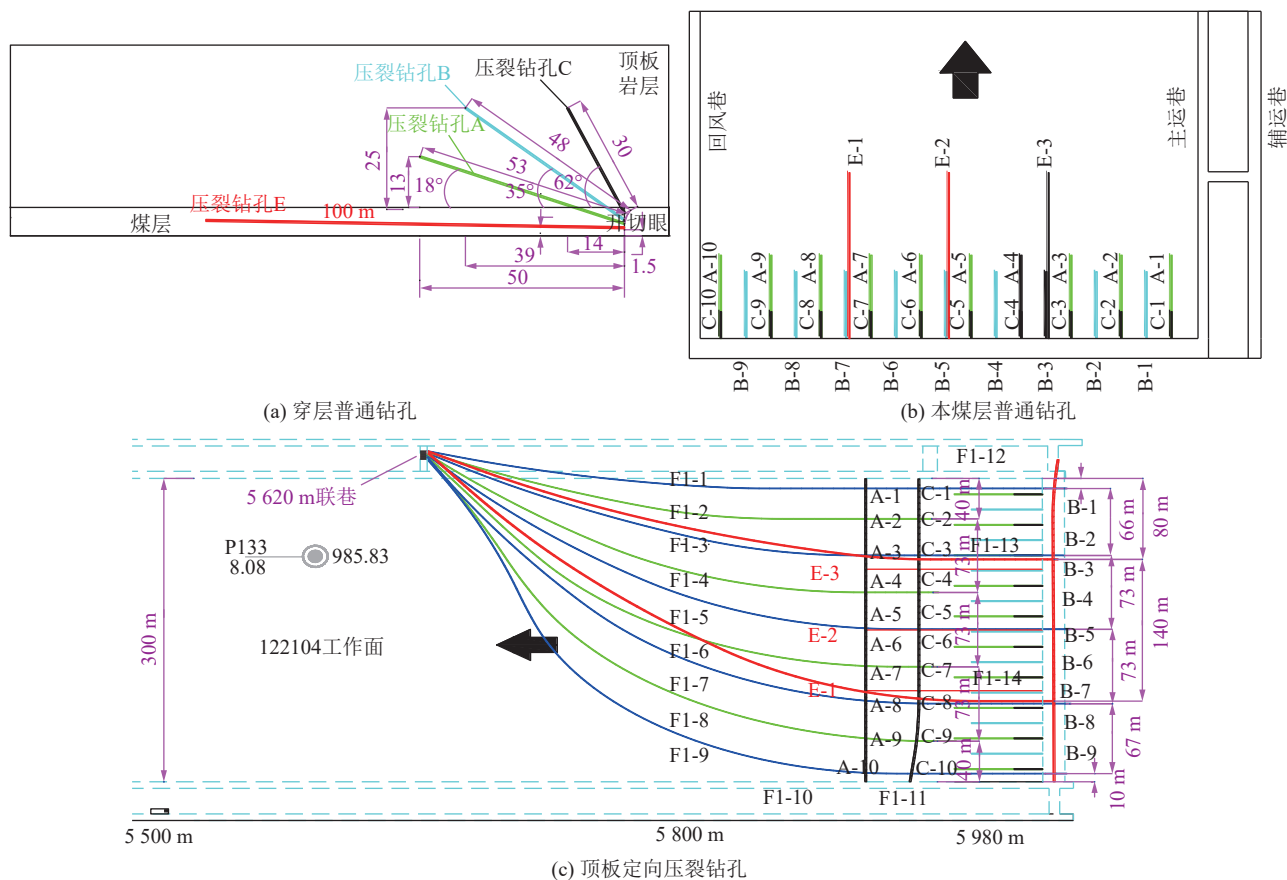 顶板
岩层
压裂钻孔B
压裂钻孔C
压裂钻孔A
25
13
48
53
30
18°
35°
62°
压裂钻孔E
100 m
煤层
开切眼
14
1.5
39
50
(a) 穿层普通钻孔
回风巷
主运巷
辅运巷
E-1
E-2
E-3
C-10 A-10
C-9 A-9
C-8 A-8
C-7 A-7
C-6 A-6
C-5 A-5
C-4 A-4
C-3 A-3
C-2 A-2
C-1 A-1
B-9
B-8
B-7
B-6
B-5
B-4
B-3
B-2
B-1
(b) 本煤层普通钻孔
5 620 m联巷
P133
8.08
985.83
300 m
122104工作面
F1-1
F1-2
F1-3
F1-4
F1-5
F1-6
F1-7
F1-8
F1-9
F1-10
F1-11
F1-12
F1-13
F1-14
E-3
E-2
E-1
A-1
A-2
A-3
A-4
A-5
A-6
A-7
A-8
A-9
A-10
C-1
C-2
C-3
C-4
C-5
C-6
C-7
C-8
C-9
C-10
40 m
73 m
73 m
73 m
40 m
B-1
B-2
B-3
B-4
B-5
B-6
B-7
B-8
B-9
66 m
73 m
73 m
67 m
10 m
80 m
140 m
5 500 m
5 800 m
5 980 m
(c) 顶板定向压裂钻孔